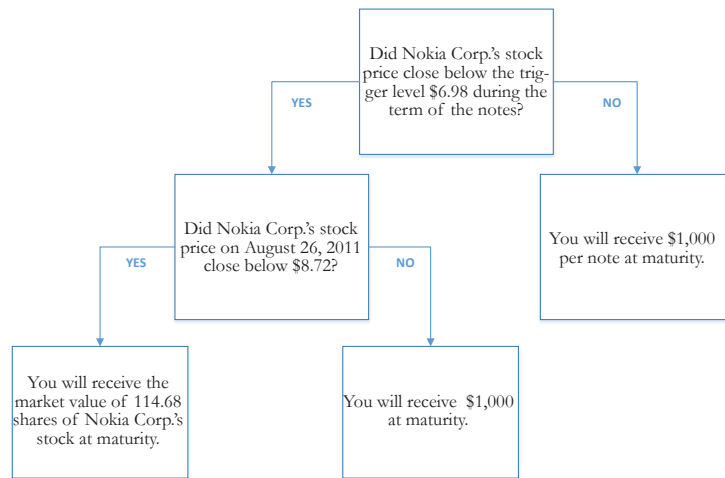 Did Nokia Corp.'s stock
price close below the trig-
ger level $6.98 during the
term of the notes?
YES
NO
Did Nokia Corp.'s stock
price on August 26, 2011
close below $8.72?
You will receive $1,000
per note at maturity.
YES
NO
You will receive the
market value of 114.68
shares of Nokia Corp.'s
stock at maturity.
You will receive $1,000
at maturity.